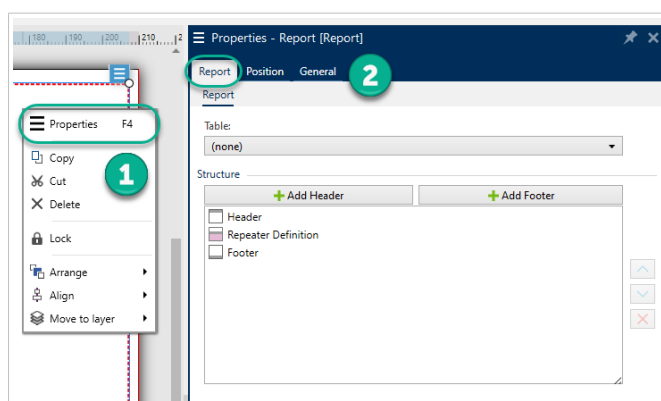 180 190 200 210 2
Properties - Report [Report]
Report Position General
2
Report
Properties F4
Table:
(none)
Copy
1
Cut
Structure
Delete
Add Header Add Footer
Header
Lock
Repeater Definition
Footer
Arrange
Align
Move to layer